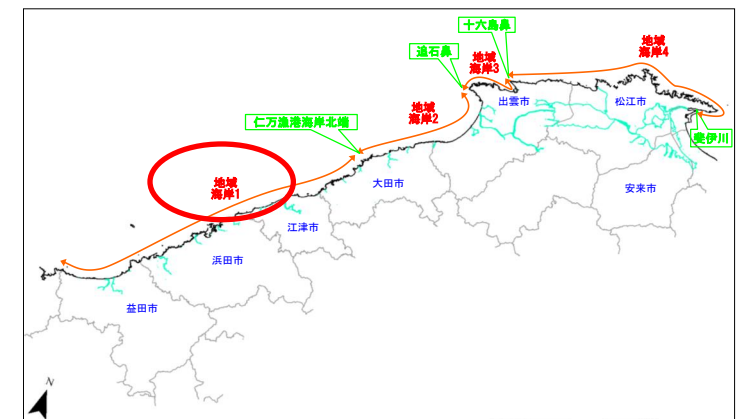 十六島鼻
追石鼻
地域
海岸3
地域
海岸4
出雲市
松江市
地域
海岸2
仁万漁港海岸北端
斐伊川
地域
海岸1
大田市
安来市
江津市
浜田市
益田市
N